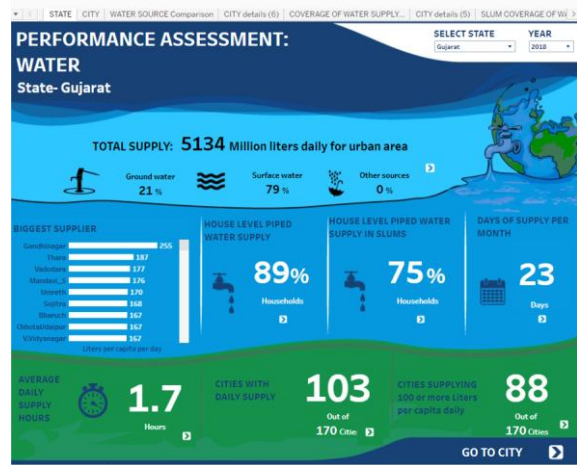 STATE CITY WATER SOURCE Comparison CITY details (6) COVERAGE OF WATER SUPPLY... CITY details (5) SLUM COVERAGE OF
PERFORMANCE ASSESSMENT:
WATER
State- Gujarat
SELECT STATE
Gujarat
YEAR
2018
TOTAL SUPPLY: 5134 Million liters daily for urban area
Ground water
21 %
Surface water
79 %
Other sources
0 %
BIGGEST SUPPLIER
Gandhinagar 255
Thara 187
Vadodara 177
Mandavi_S 176
Umreth 170
Sojitra 168
Bharuch 167
Chhotaudaipur 167
V.Vidyanagar 167
Liters per capita per day
HOUSE LEVEL PIPED
WATER SUPPLY
89%
Households
HOUSE LEVEL PIPED WATER
SUPPLY IN SLUMS
75%
Households
DAYS OF SUPPLY PER
MONTH
23
Days
AVERAGE
DAILY
SUPPLY
HOURS
1.7
Hours
CITIES WITH
DAILY SUPPLY
103
Out of
170 Citie
CITIES SUPPLYING
100 or more Liters
per capita daily
88
Out of
170 Cities
GO TO CITY